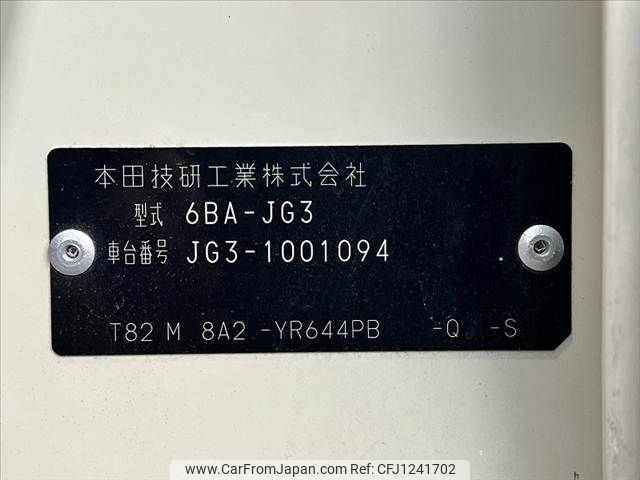 本田技研工業株式会社
型式 6BA-JG3
車台番号 JG3-1001094
T82 M 8A2 -YR644PB -Q -S
www.CarFromJapan.com REF No. CFJ1241702